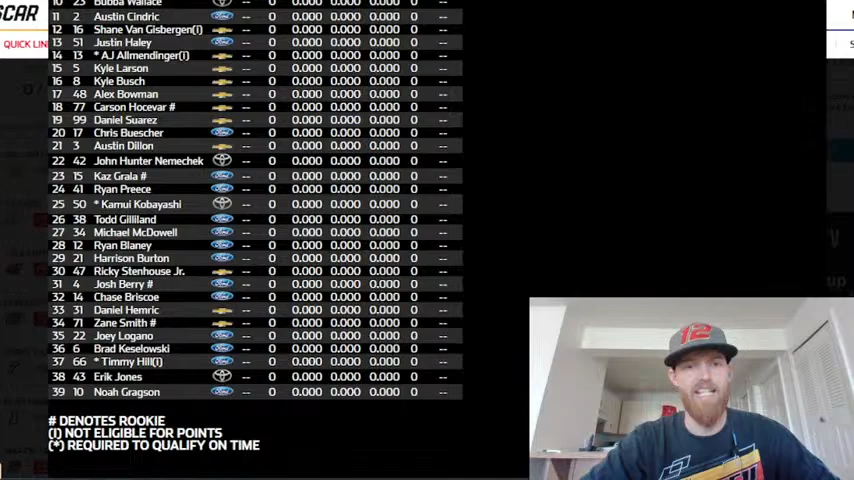 SCAR
QUICK LIN
10 23 Bubba Wallace -- 0 0.000 0.000 0.000 0 --
11 2 Austin Cindric -- 0 0.000 0.000 0.000 0 --
12 16 Shane Van Gisbergen(i) -- 0 0.000 0.000 0.000 0 --
13 51 Justin Haley -- 0 0.000 0.000 0.000 0 --
14 13 * AJ Allmendinger(i) -- 0 0.000 0.000 0.000 0 --
15 5 Kyle Larson -- 0 0.000 0.000 0.000 0 --
16 8 Kyle Busch -- 0 0.000 0.000 0.000 0 --
17 48 Alex Bowman -- 0 0.000 0.000 0.000 0 --
18 77 Carson Hocevar # -- 0 0.000 0.000 0.000 0 --
19 99 Daniel Suarez -- 0 0.000 0.000 0.000 0 --
20 17 Chris Buescher -- 0 0.000 0.000 0.000 0 --
21 3 Austin Dillon -- 0 0.000 0.000 0.000 0 --
22 42 John Hunter Nemechek -- 0 0.000 0.000 0.000 0 --
23 15 Kaz Grala # -- 0 0.000 0.000 0.000 0 --
24 41 Ryan Preece -- 0 0.000 0.000 0.000 0 --
25 50 * Kamui Kobayashi -- 0 0.000 0.000 0.000 0 --
26 38 Todd Gilliland -- 0 0.000 0.000 0.000 0 --
27 34 Michael McDowell -- 0 0.000 0.000 0.000 0 --
28 12 Ryan Blaney -- 0 0.000 0.000 0.000 0 --
29 21 Harrison Burton -- 0 0.000 0.000 0.000 0 --
30 47 Ricky Stenhouse Jr. -- 0 0.000 0.000 0.000 0 --
31 4 Josh Berry # -- 0 0.000 0.000 0.000 0 --
32 14 Chase Briscoe -- 0 0.000 0.000 0.000 0 --
33 31 Daniel Hemric -- 0 0.000 0.000 0.000 0 --
34 71 Zane Smith # -- 0 0.000 0.000 0.000 0 --
35 22 Joey Logano -- 0 0.000 0.000 0.000 0 --
36 6 Brad Keselowski -- 0 0.000 0.000 0.000 0 --
37 66 * Timmy Hill(i) -- 0 0.000 0.000 0.000 0 --
38 43 Erik Jones -- 0 0.000 0.000 0.000 0 --
39 10 Noah Gragson -- 0 0.000 0.000 0.000 0 --
# DENOTES ROOKIE
(i) NOT ELIGIBLE FOR POINTS
(*) REQUIRED TO QUALIFY ON TIME
12